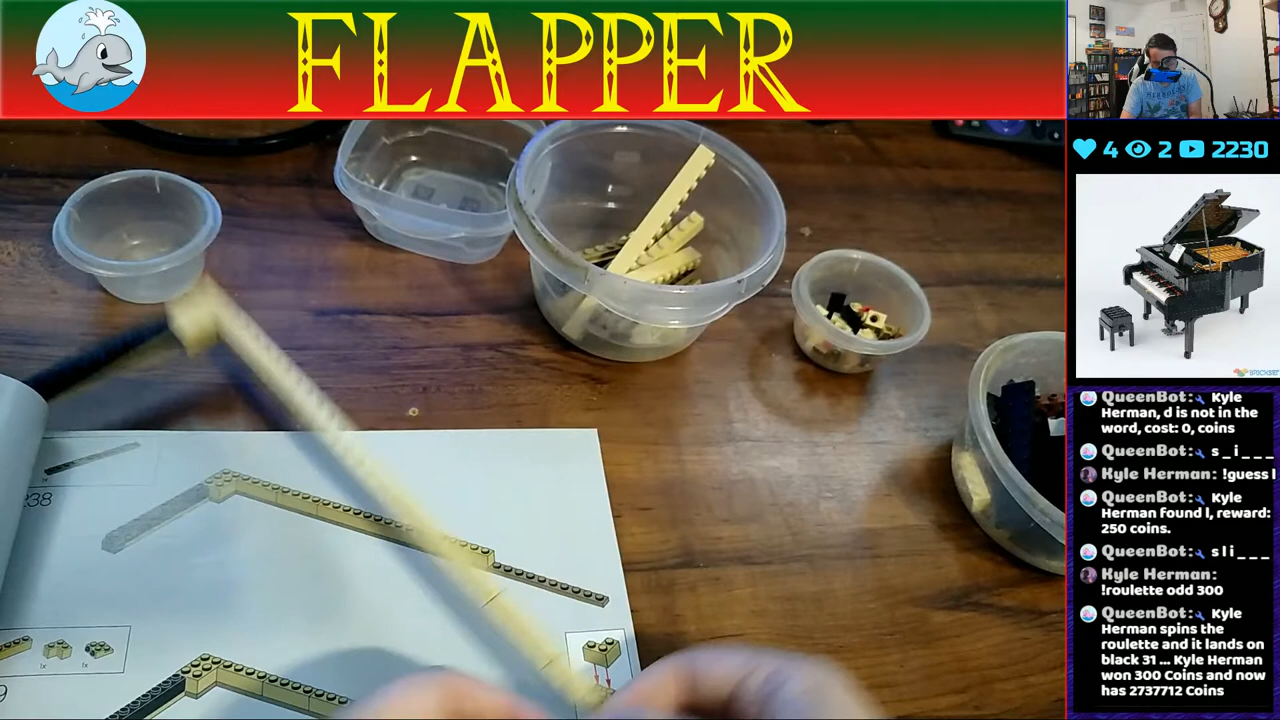 FLAPPER
4 2 2230
BRICKSET
QueenBot: Kyle
Herman, d is not in the
word, cost: 0, coins
QueenBot: s_i___
Kyle Herman: !guess l
QueenBot: Kyle
Herman found l, reward:
250 coins.
QueenBot: sli___
Kyle Herman:
!roulette odd 300
QueenBot: Kyle
Herman spins the
roulette and it lands on
black 31 ... Kyle Herman
won 300 Coins and now
has 2737712 Coins
238
1x 1x
9